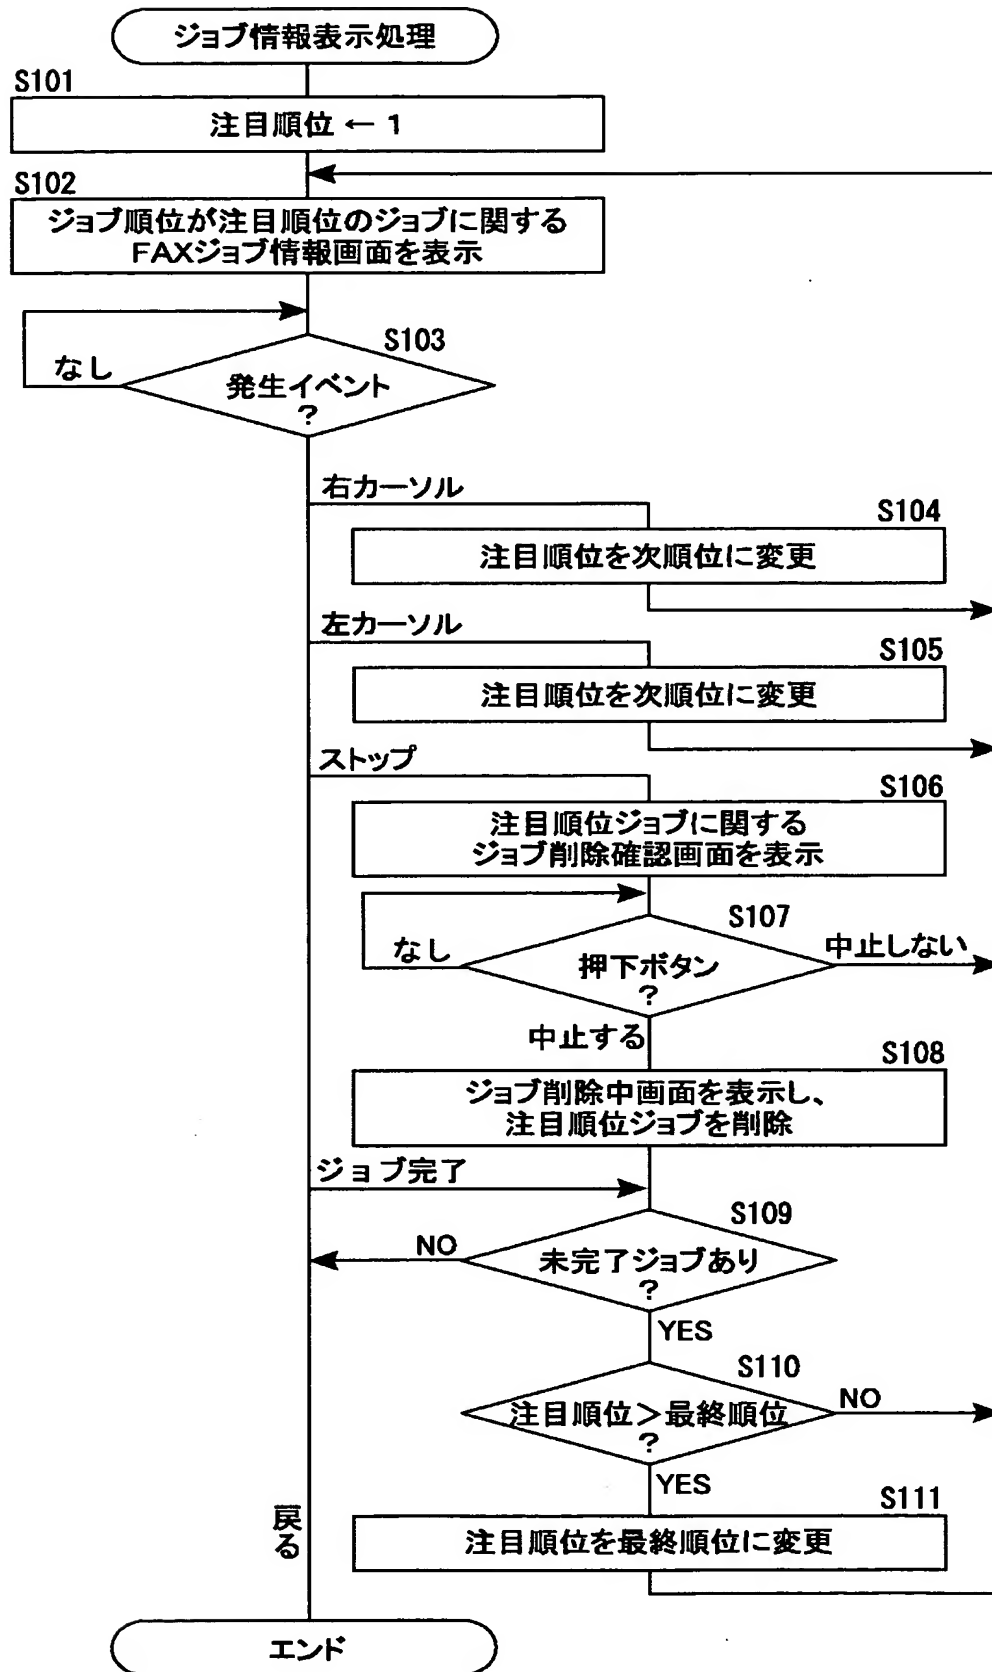 ジョブ情報表示処理
S101
注目順位 ← 1
S102
ジョブ順位が注目順位のジョブに関する
FAXジョブ情報画面を表示
S103
なし
発生イベント
?
右カーソル
S104
注目順位を次順位に変更
左カーソル
S105
注目順位を次順位に変更
ストップ
S106
注目順位ジョブに関する
ジョブ削除確認画面を表示
S107
なし
押下ボタン
?
中止しない
中止する
S108
ジョブ削除中画面を表示し、
注目順位ジョブを削除
ジョブ完了
S109
NO
未完了ジョブあり
?
YES
S110
注目順位>最終順位
?
NO
YES
S111
注目順位を最終順位に変更
戻る
エンド